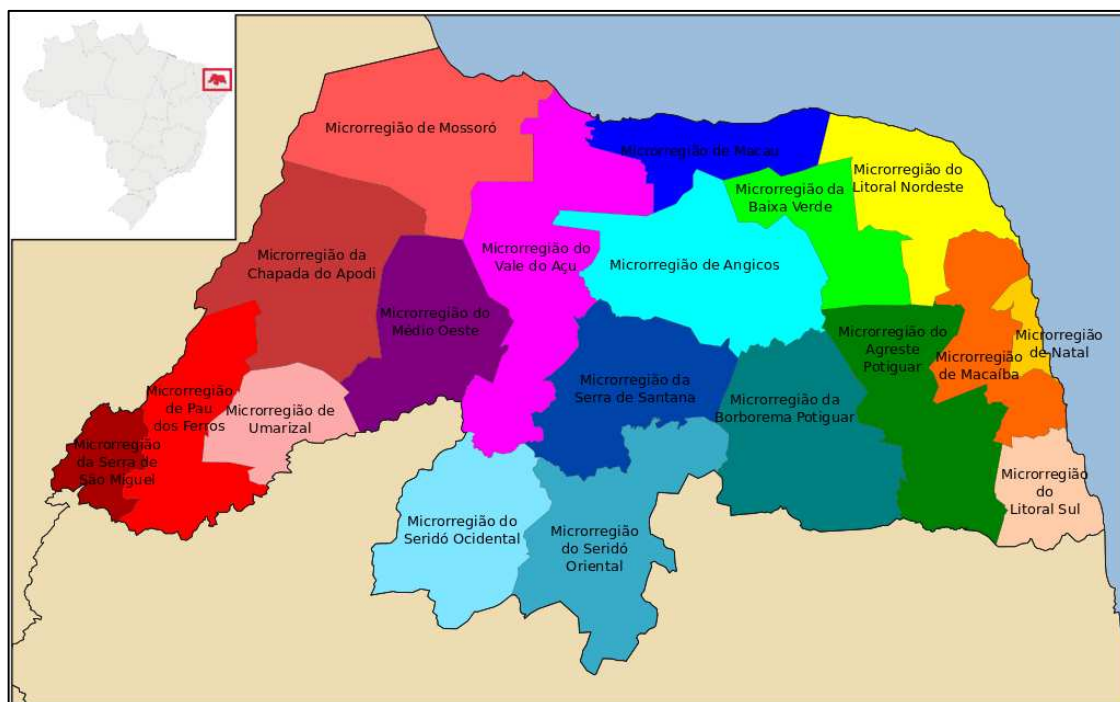 Microrregião de Mossoró
Microrregião de Macau
Microrregião do
Litoral Nordeste
Microrregião da
Baixa Verde
Microrregião da
Chapada do Apodi
Microrregião do
Vale do Açu
Microrregião de Angicos
Microrregião do
Médio Oeste
Microrregião do
Agreste
Potiguar
Microrregião
de Natal
Microrregião
de Macaíba
Microrregião
de Pau
dos Ferros
Microrregião de
Umarizal
Microrregião da
Serra de Santana
Microrregião da
Borborema Potiguar
Microrregião
da Serra de
São Miguel
Microrregião
do
Litoral Sul
Microrregião do
Seridó Ocidental
Microrregião
do Seridó
Oriental